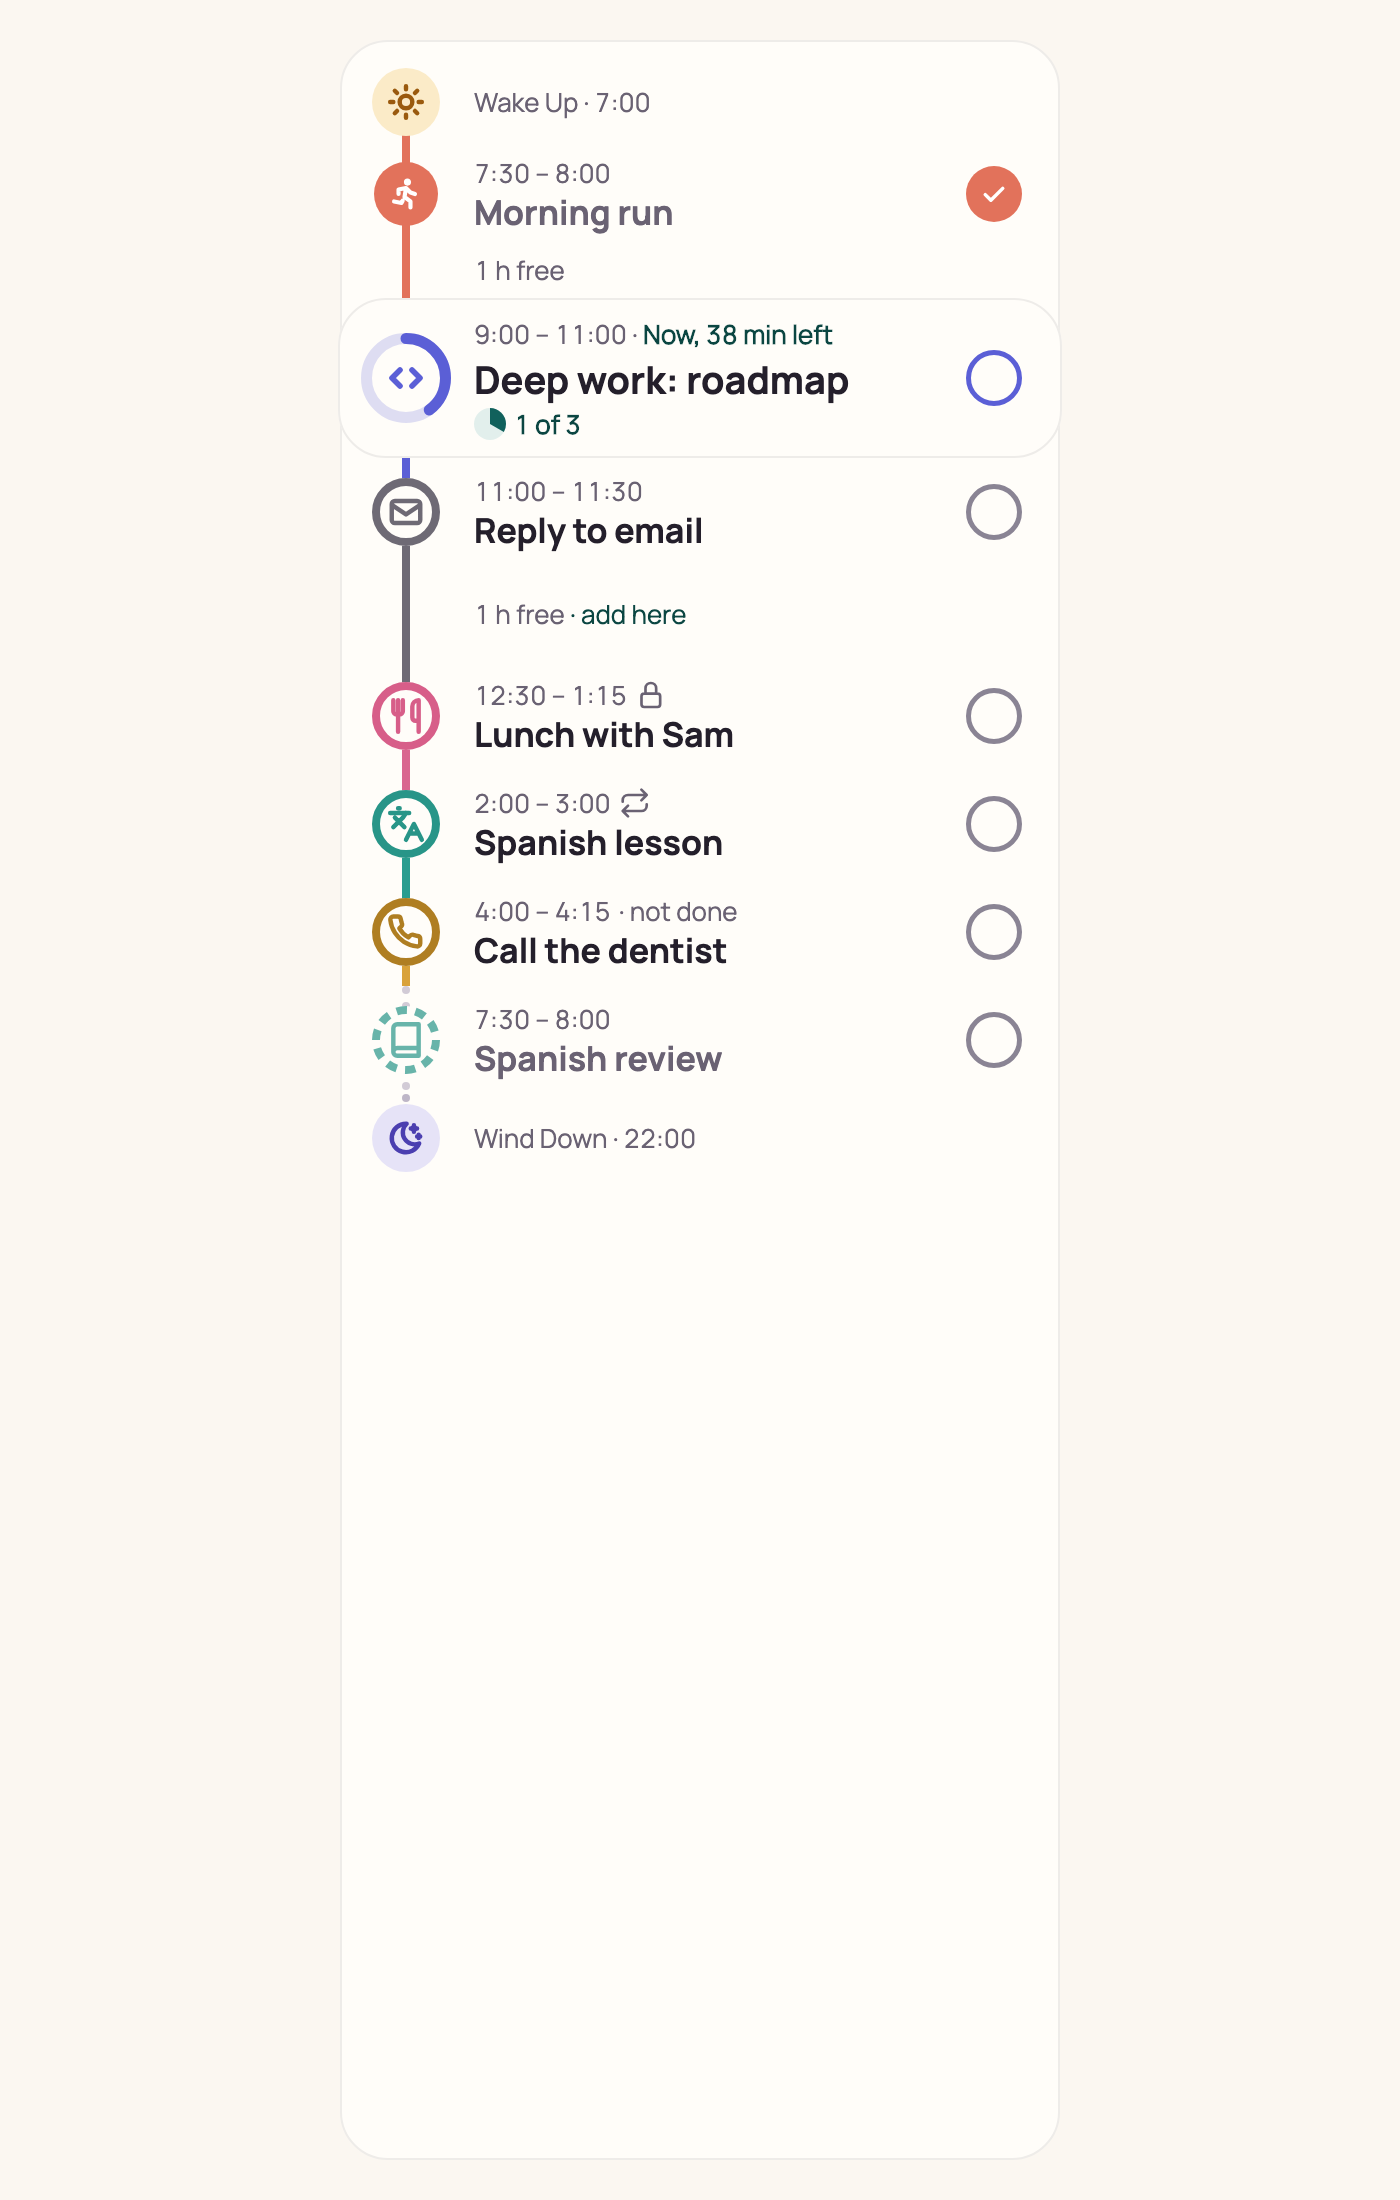 Wake Up · 7:00
7:30 – 8:00
Morning run
1 h free
9:00 – 11:00 · Now, 38 min left
Deep work: roadmap
1 of 3
11:00 – 11:30
Reply to email
1 h free · add here
12:30 – 1:15
Lunch with Sam
2:00 – 3:00
Spanish lesson
4:00 – 4:15 · not done
Call the dentist
7:30 – 8:00
Spanish review
Wind Down · 22:00